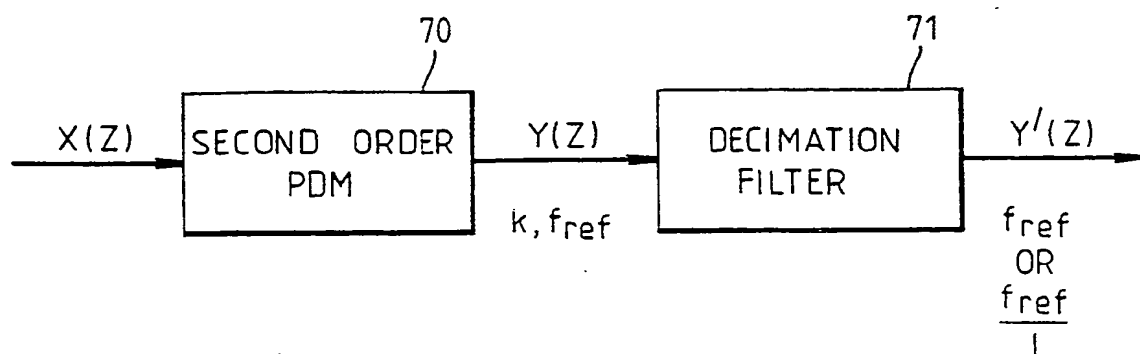 70
71
X(Z)
SECOND ORDER
PDM
Y(Z)
k, fref
DECIMATION
FILTER
Y'(Z)
fref
OR
fref